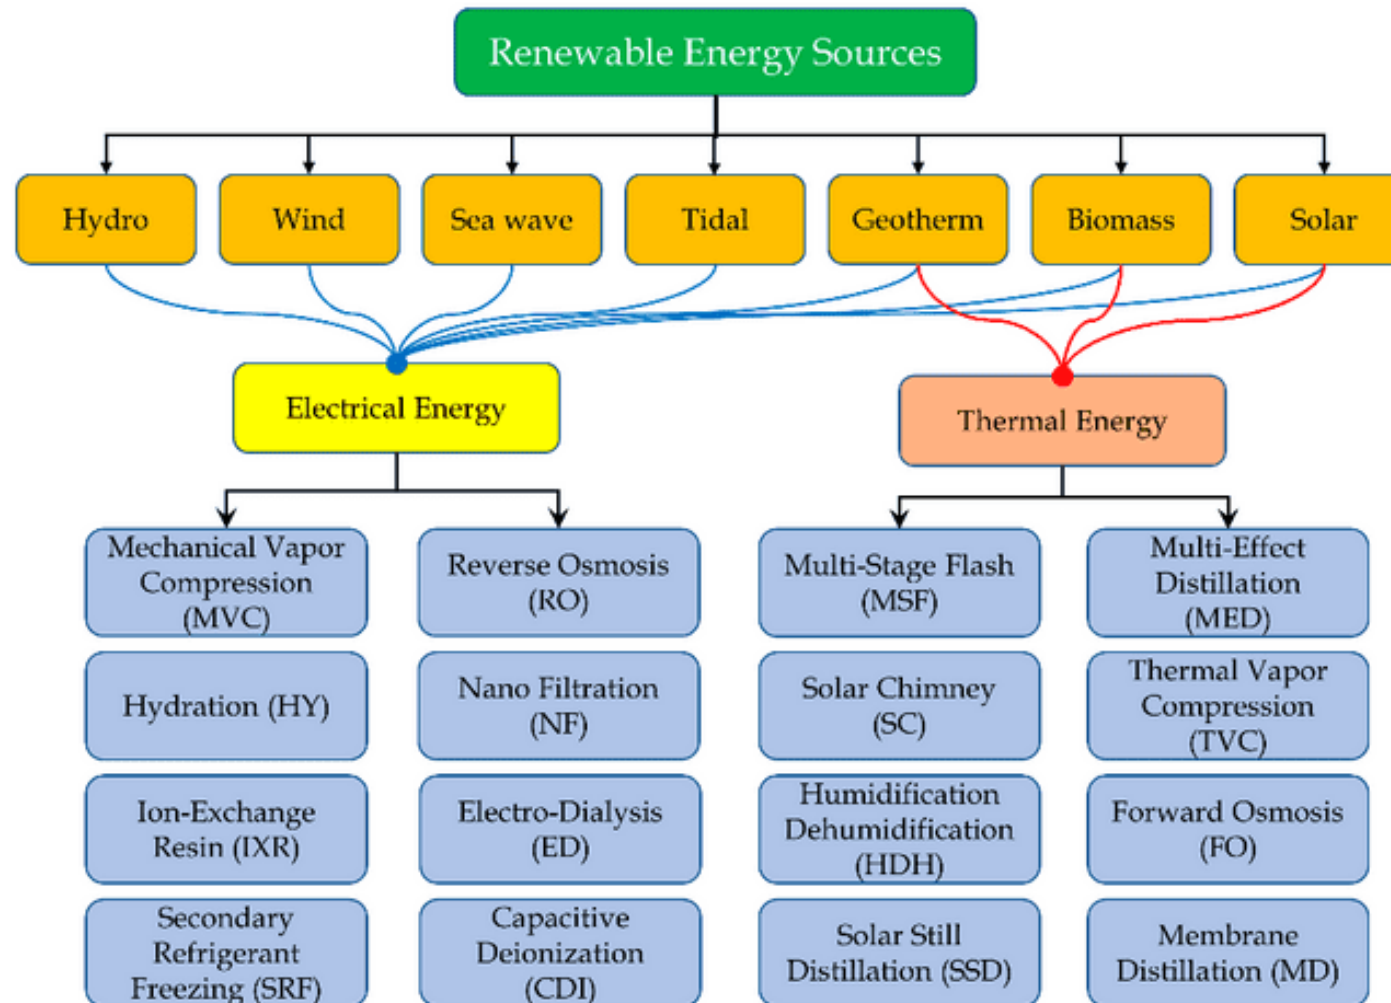 Renewable Energy Sources
Hydro
Wind
Sea wave
Tidal
Geotherm
Biomass
Solar
Electrical Energy
Thermal Energy
Mechanical Vapor
Compression
(MVC)
Reverse Osmosis
(RO)
Multi-Stage Flash
(MSF)
Multi-Effect
Distillation
(MED)
Hydration (HY)
Nano Filtration
(NF)
Solar Chimney
(SC)
Thermal Vapor
Compression
(TVC)
Ion-Exchange
Resin (IXR)
Electro-Dialysis
(ED)
Humidification
Dehumidification
(HDH)
Forward Osmosis
(FO)
Secondary
Refrigerant
Freezing (SRF)
Capacitive
Deionization
(CDI)
Solar Still
Distillation (SSD)
Membrane
Distillation (MD)